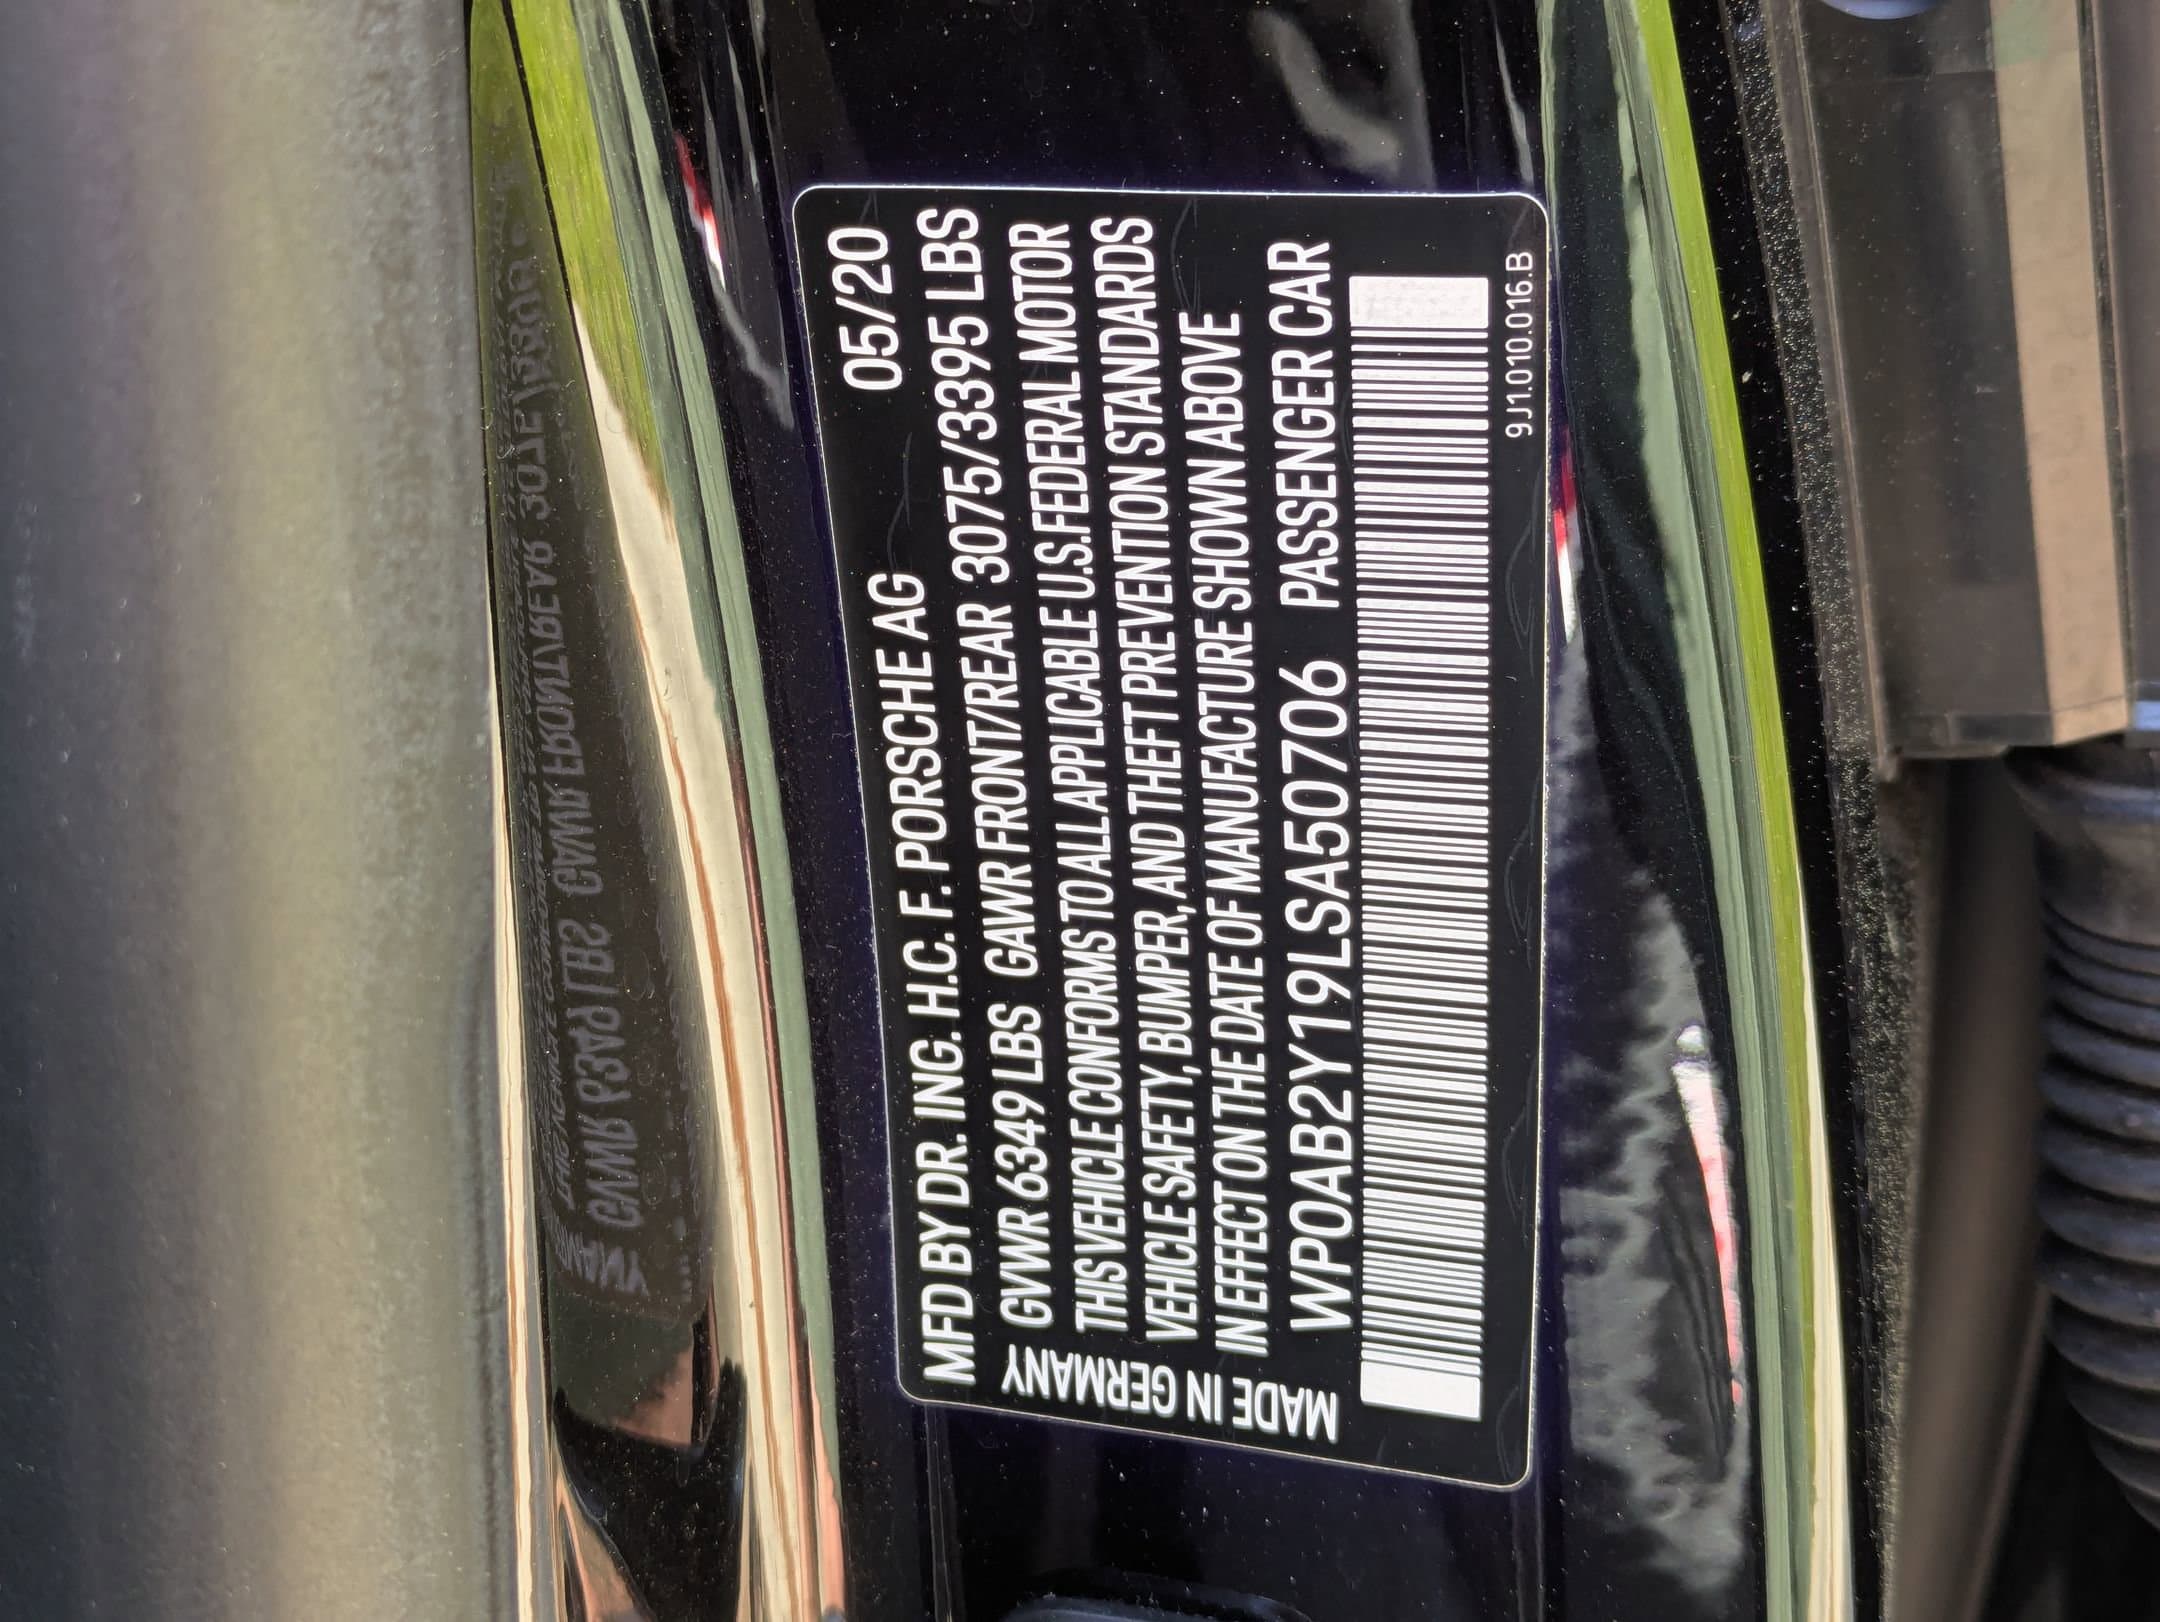 MFD BY DR. ING. H.C. F. PORSCHE AG 05/20
GVWR 6349 LBS GAWR FRONT/REAR 3075/3395 LBS
THIS VEHICLE CONFORMS TO ALL APPLICABLE U.S. FEDERAL MOTOR
VEHICLE SAFETY, BUMPER, AND THEFT PREVENTION STANDARDS
IN EFFECT ON THE DATE OF MANUFACTURE SHOWN ABOVE
WP0AB2Y19LSA50706 PASSENGER CAR
MADE IN GERMANY
9J1.010.016.B